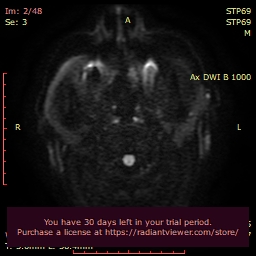 Im: 2/48
Se: 3
A
STP69
STP69
M
Ax DWI B 1000
R
L
You have 30 days left in your trial period.
Purchase a license at https://radiantviewer.com/store/